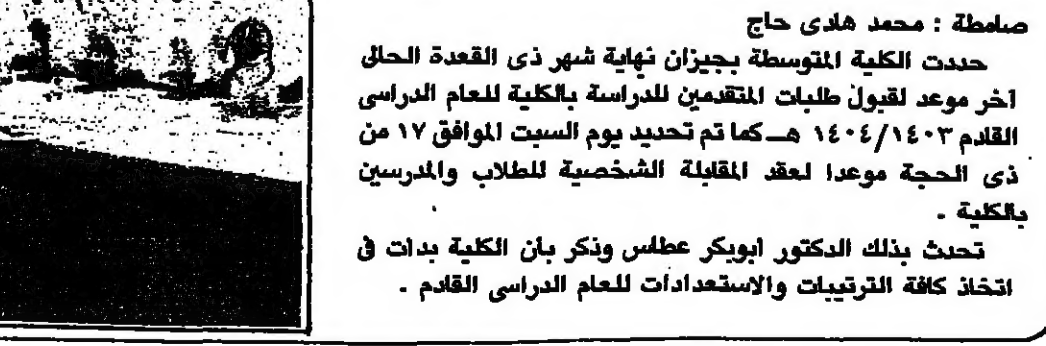 صامطة : محمد هادى حاج
حددت الكلية المتوسطة بجيزان نهاية شهر ذى القعدة الحالى
آخر موعد لقبول طلبات المتقدمين للدراسة بالكلية للعام الدراسى
القادم ١٤٠٤/١٤٠٣ هــ كما تم تحديد يوم السبت الموافق ١٧ من
ذى الحجة موعدا لعقد المقابلة الشخصية للطلاب والمدرسين
بالكلية .
تحدث بذلك الدكتور ابوبكر عطاس وذكر بأن الكلية بدات فى
اتخاذ كافة الترتيبات والاستعدادات للعام الدراسى القادم .